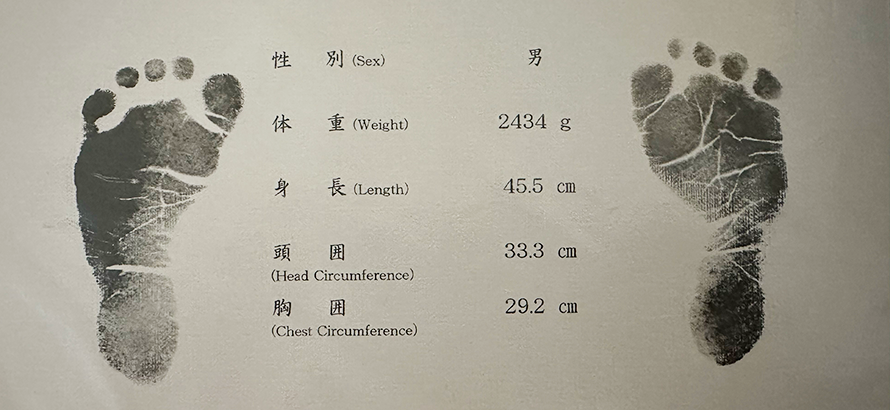 性 別 (Sex) 男
体 重 (Weight) 2434 g
身 長 (Length) 45.5 cm
頭 囲 33.3 cm
(Head Circumference)
胸 囲 29.2 cm
(Chest Circumference)